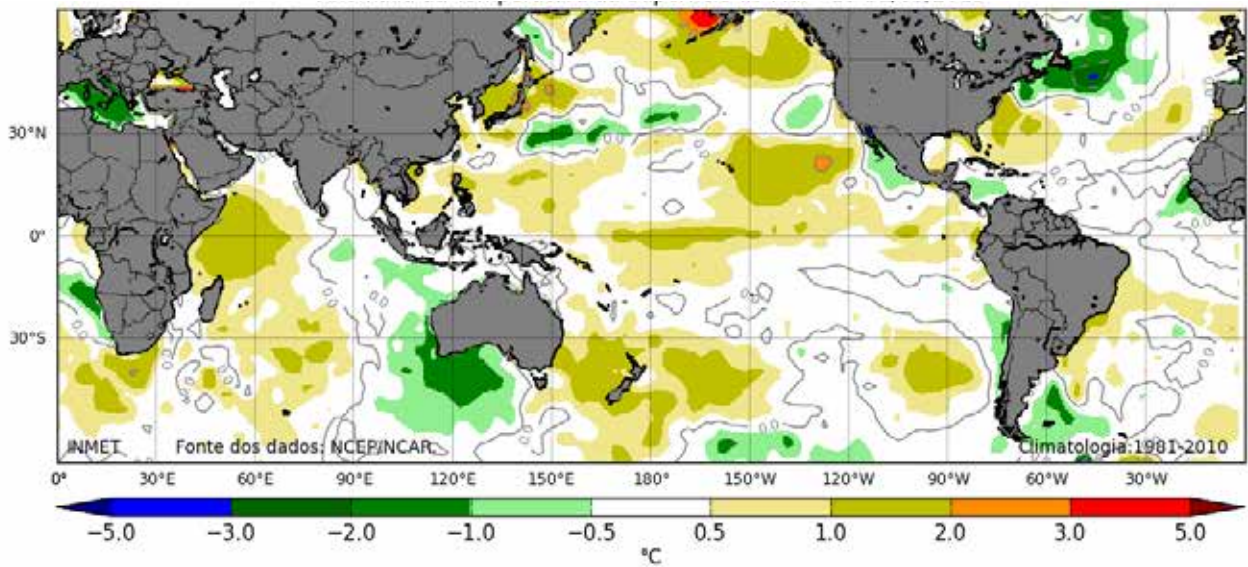 30°N
0°
30°S
INMET Fonte dos dados: NCEP/NCAR. Climatologia:1981-2010
0° 30°E 60°E 90°E 120°E 150°E 180° 150°W 120°W 90°W 60°W 30°W
−5.0 −3.0 −2.0 −1.0 −0.5 0.5 1.0 2.0 3.0 5.0
°C